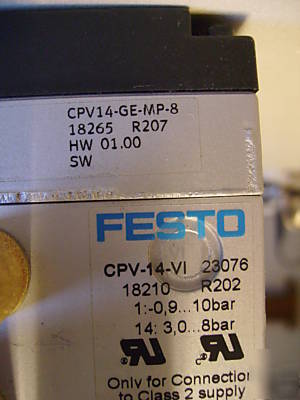 CPV14-GE-MP-8
18265 R207
HW 01.00
SW
FESTO
CPV-14-VI 23076
18210 R202
1:-0,9...10bar
14: 3,0...8bar
Only for Connection
to Class 2 supply